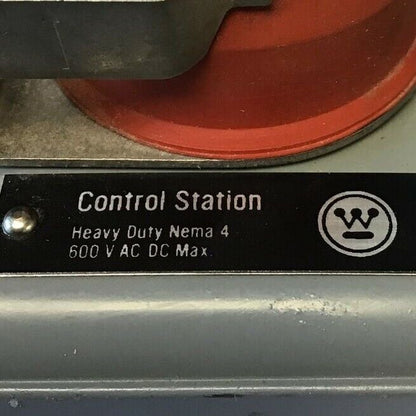 Control Station
Heavy Duty Nema 4
600 V AC DC Max.